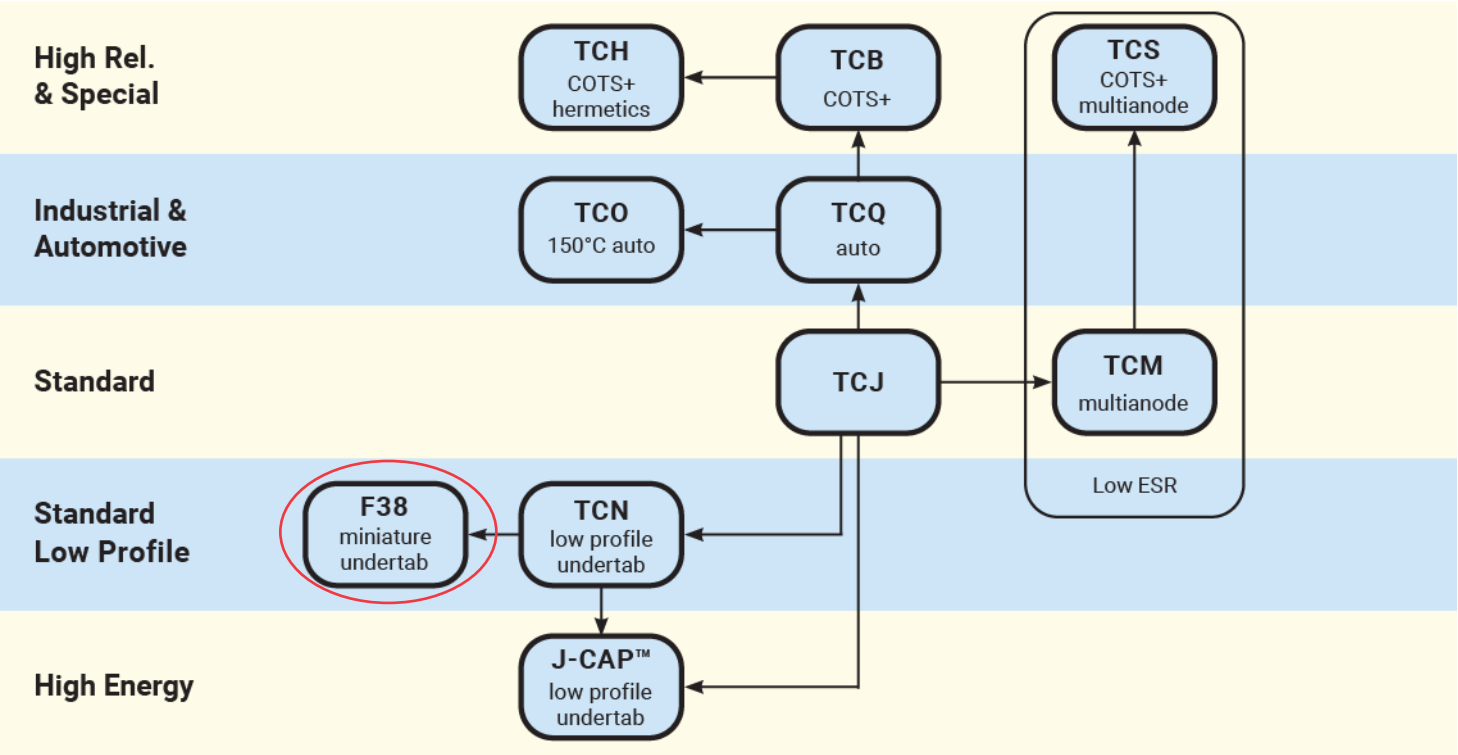 High Rel.
& Special
TCH
COTS+
hermetics
TCB
COTS+
TCS
COTS+
multianode
Industrial &
Automotive
TCO
150°C auto
TCQ
auto
Standard
TCJ
TCM
multianode
Low ESR
Standard
Low Profile
F38
miniature
undertab
TCN
low profile
undertab
High Energy
J-CAP™
low profile
undertab